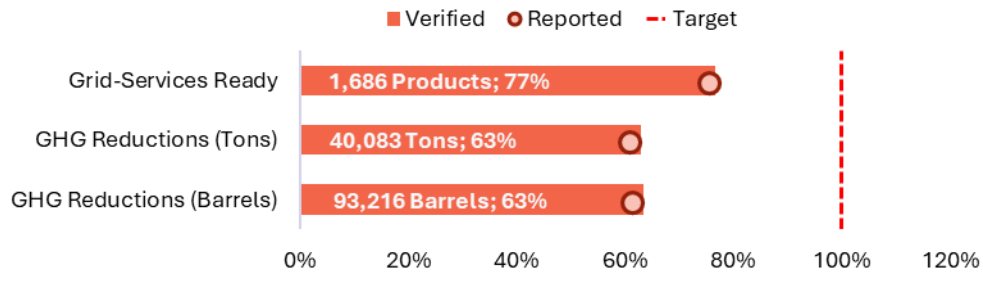 Verified Reported Target
Grid-Services Ready 1,686 Products; 77%
GHG Reductions (Tons) 40,083 Tons; 63%
GHG Reductions (Barrels) 93,216 Barrels; 63%
0% 20% 40% 60% 80% 100% 120%